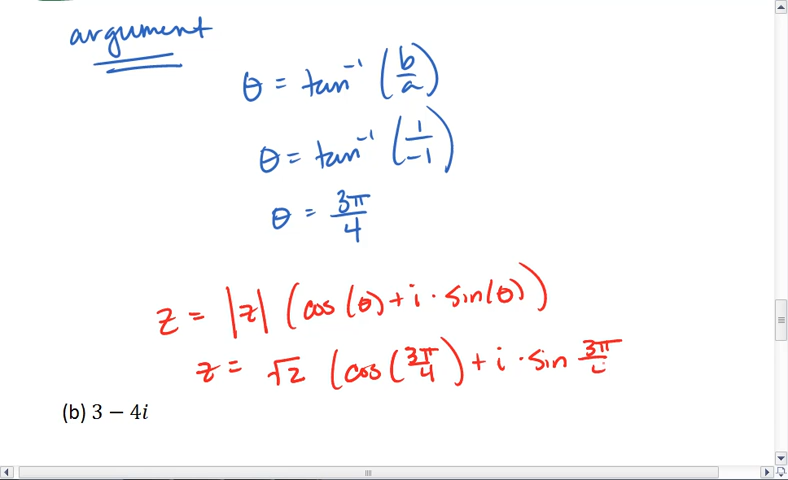 argument
θ = tan⁻¹ (b/a)
θ = tan⁻¹ (1/-1)
θ = 3π/4
z = |z| (cos(θ) + i · sin(θ))
z = √2 (cos(3π/4) + i · sin 3π/
(b) 3 − 4i